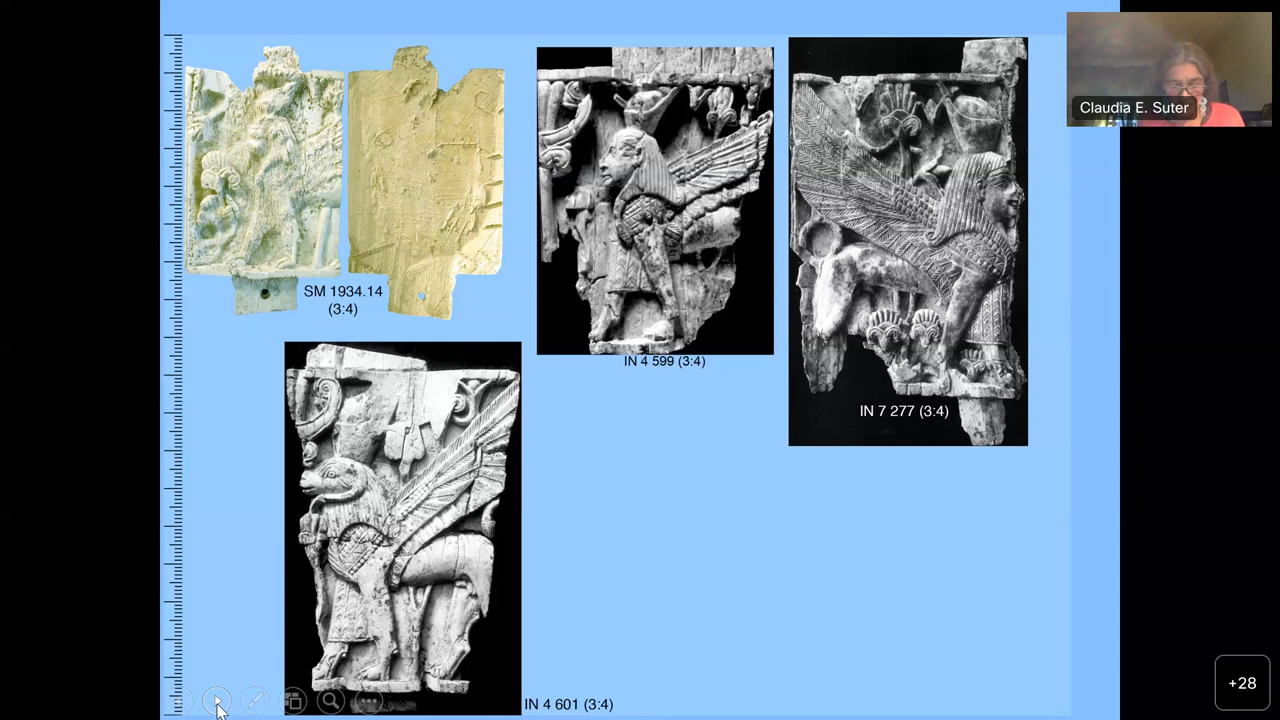 Claudia E. Suter
SM 1934.14
(3:4)
IN 4 599 (3:4)
IN 7 277 (3:4)
IN 4 601 (3:4)
+28